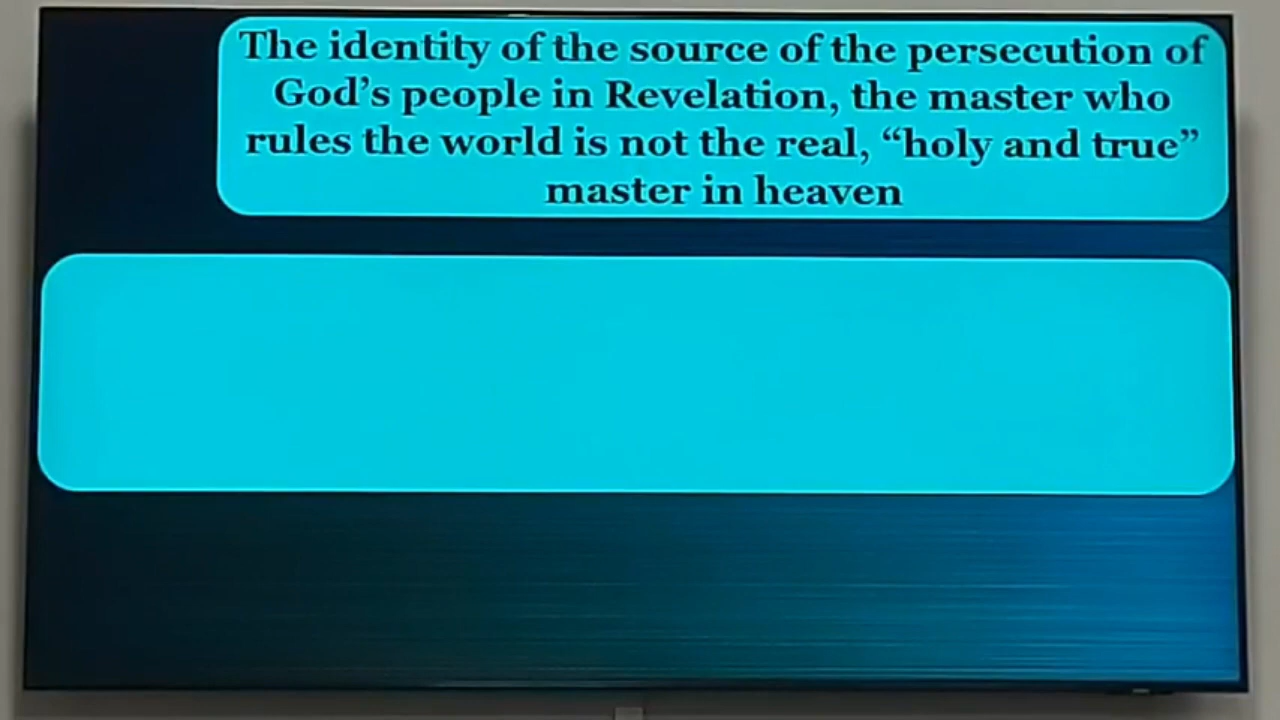 The identity of the source of the persecution of
God’s people in Revelation, the master who
rules the world is not the real, “holy and true”
master in heaven